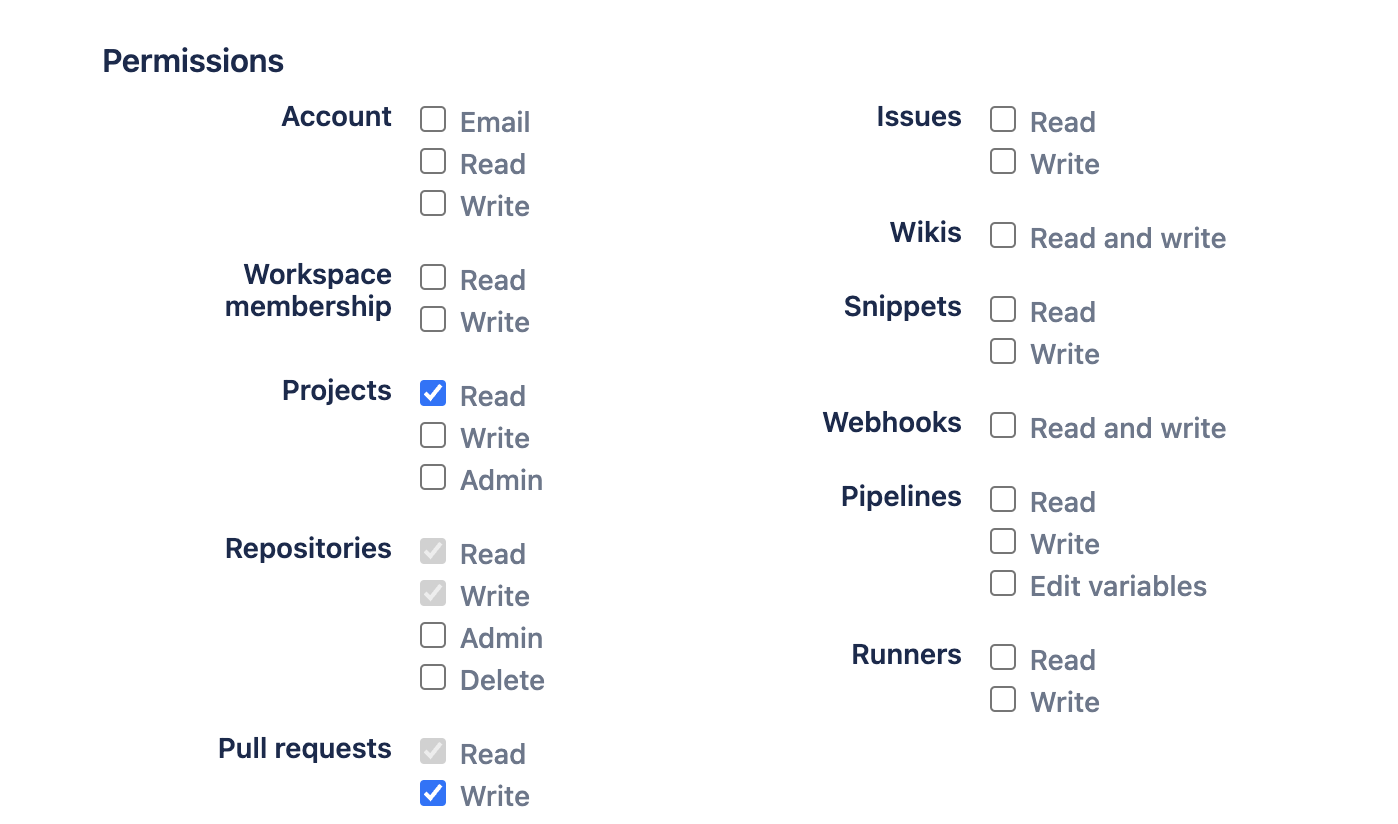 Permissions
Account
Email
Read
Write
Workspace
membership
Read
Write
Projects
Read
Write
Admin
Repositories
Read
Write
Admin
Delete
Pull requests
Read
Write
Issues
Read
Write
Wikis
Read and write
Snippets
Read
Write
Webhooks
Read and write
Pipelines
Read
Write
Edit variables
Runners
Read
Write